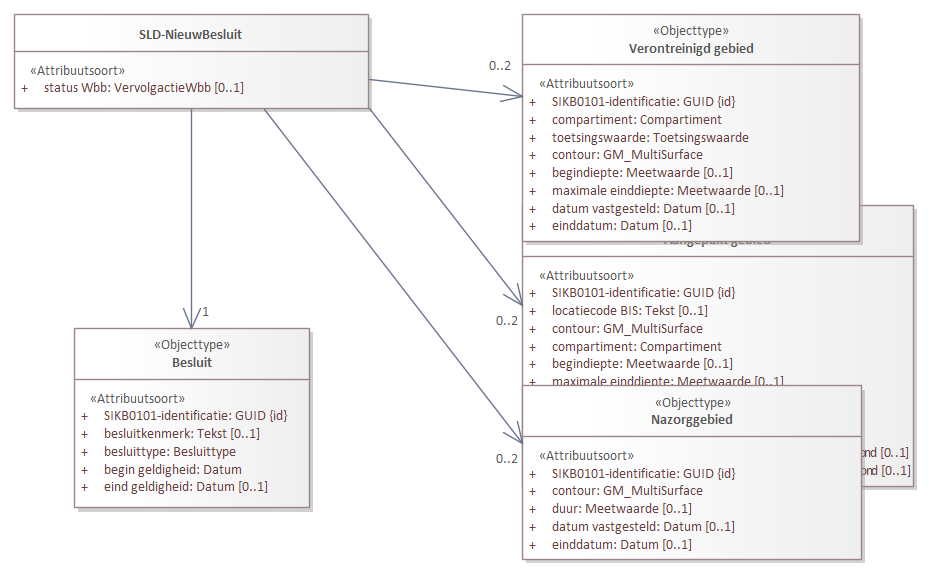 SLD-NieuwBesluit
«Attribuutsoort»
+ status Wbb: VervolgactieWbb [0..1]
0..2
«Objecttype»
Verontreinigd gebied
«Attribuutsoort»
+ SIKB0101-identificatie: GUID {id}
+ compartiment: Compartiment
+ toetsingswaarde: Toetsingswaarde
+ contour: GM_MultiSurface
+ begindiepte: Meetwaarde [0..1]
+ maximale einddiepte: Meetwaarde [0..1]
+ datum vastgesteld: Datum [0..1]
+ einddatum: Datum [0..1]
0..2
Aangepakt gebied
«Attribuutsoort»
+ SIKB0101-identificatie: GUID {id}
+ locatiecode BIS: Tekst [0..1]
+ contour: GM_MultiSurface
+ compartiment: Compartiment
+ begindiepte: Meetwaarde [0..1]
+ maximale einddiepte: Meetwaarde [0..1]
ond [0..1]
ond [0..1]
1
«Objecttype»
Besluit
«Attribuutsoort»
+ SIKB0101-identificatie: GUID {id}
+ besluitkenmerk: Tekst [0..1]
+ besluittype: Besluittype
+ begin geldigheid: Datum
+ eind geldigheid: Datum [0..1]
0..2
«Objecttype»
Nazorggebied
«Attribuutsoort»
+ SIKB0101-identificatie: GUID {id}
+ contour: GM_MultiSurface
+ duur: Meetwaarde [0..1]
+ datum vastgesteld: Datum [0..1]
+ einddatum: Datum [0..1]